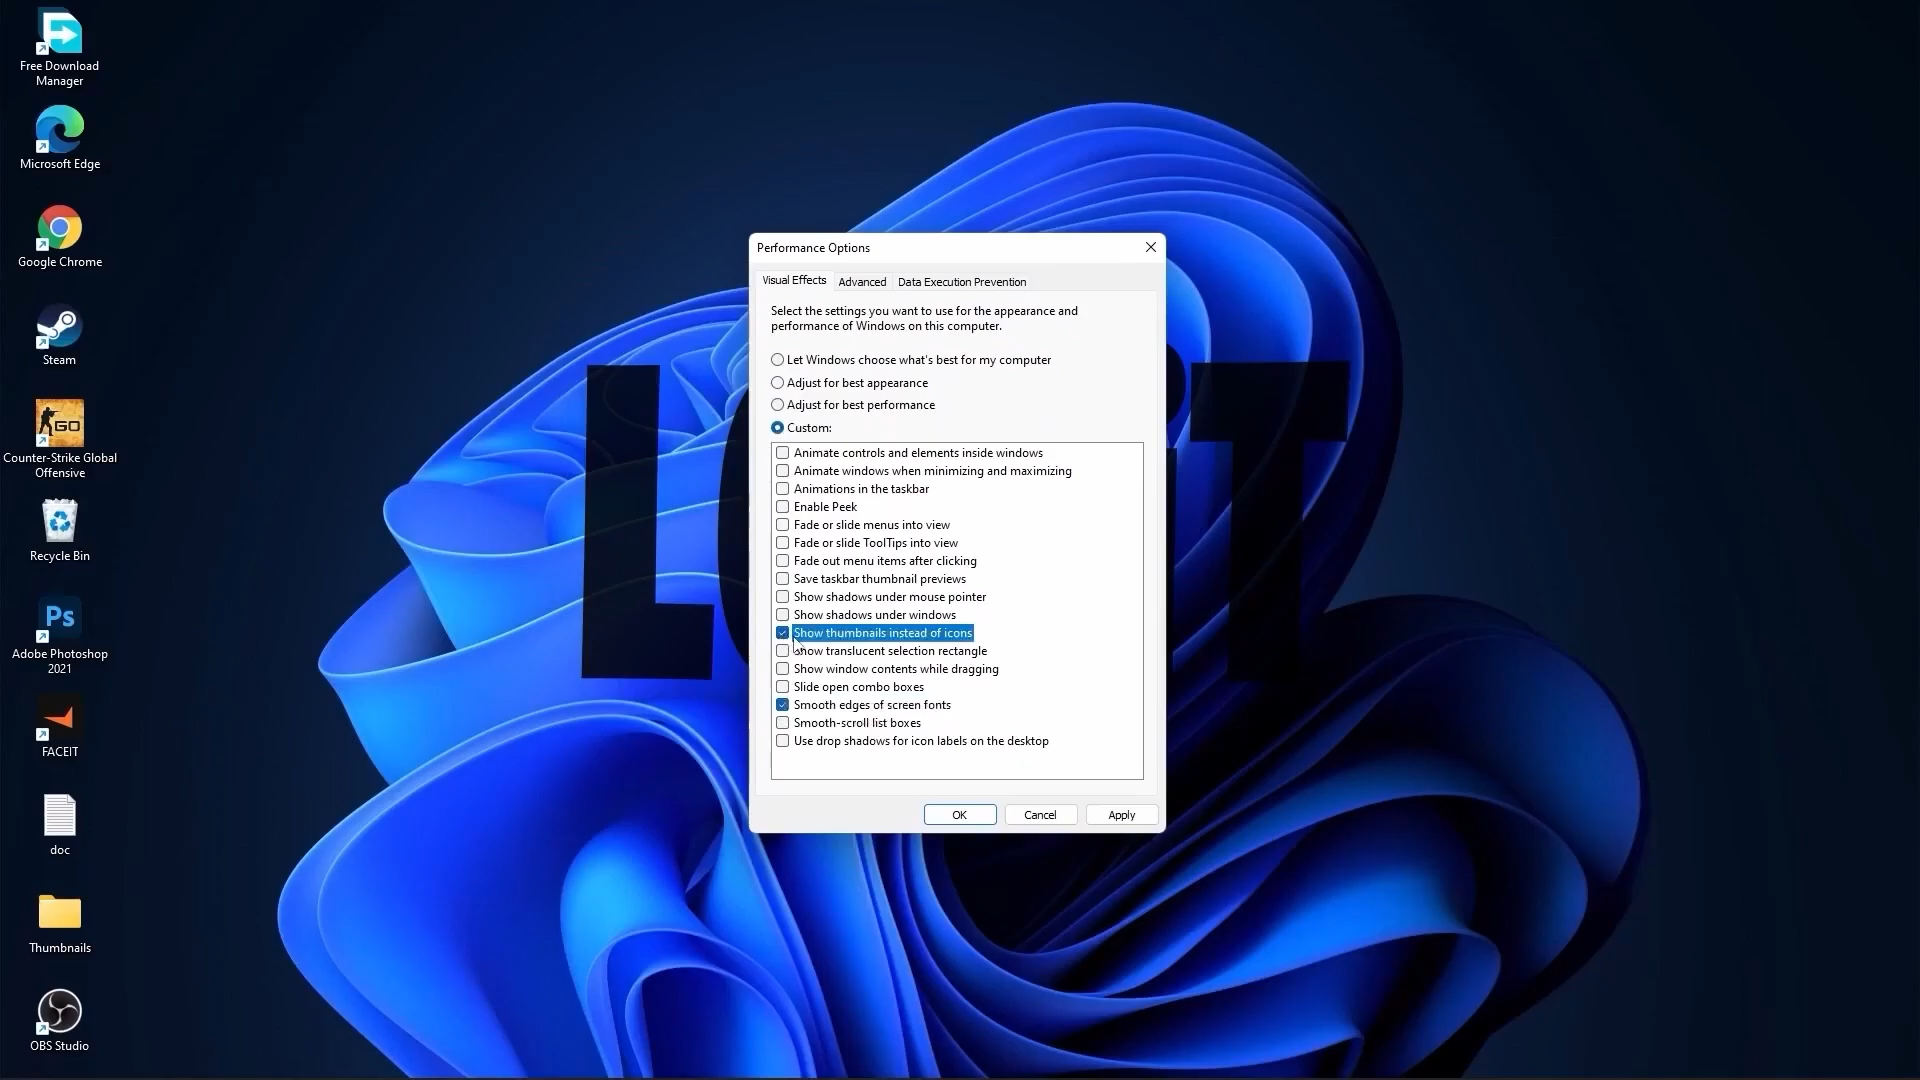 Free Download
Manager
Microsoft Edge
Google Chrome
Steam
GO
Counter-Strike Global
Offensive
Recycle Bin
Ps
Adobe Photoshop
2021
FACEIT
doc
Thumbnails
OBS Studio
Performance Options
Visual Effects
Advanced
Data Execution Prevention
Select the settings you want to use for the appearance and
performance of Windows on this computer.
Let Windows choose what's best for my computer
Adjust for best appearance
Adjust for best performance
Custom:
Animate controls and elements inside windows
Animate windows when minimizing and maximizing
Animations in the taskbar
Enable Peek
Fade or slide menus into view
Fade or slide ToolTips into view
Fade out menu items after clicking
Save taskbar thumbnail previews
Show shadows under mouse pointer
Show shadows under windows
Show thumbnails instead of icons
Show translucent selection rectangle
Show window contents while dragging
Slide open combo boxes
Smooth edges of screen fonts
Smooth-scroll list boxes
Use drop shadows for icon labels on the desktop
OK
Cancel
Apply